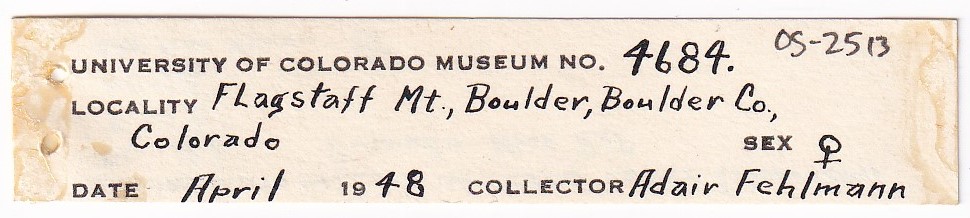 OS-2513
UNIVERSITY OF COLORADO MUSEUM NO. 4684.
LOCALITY Flagstaff Mt., Boulder, Boulder Co.,
Colorado SEX ♀
DATE April 1948 COLLECTOR Adair Fehlmann